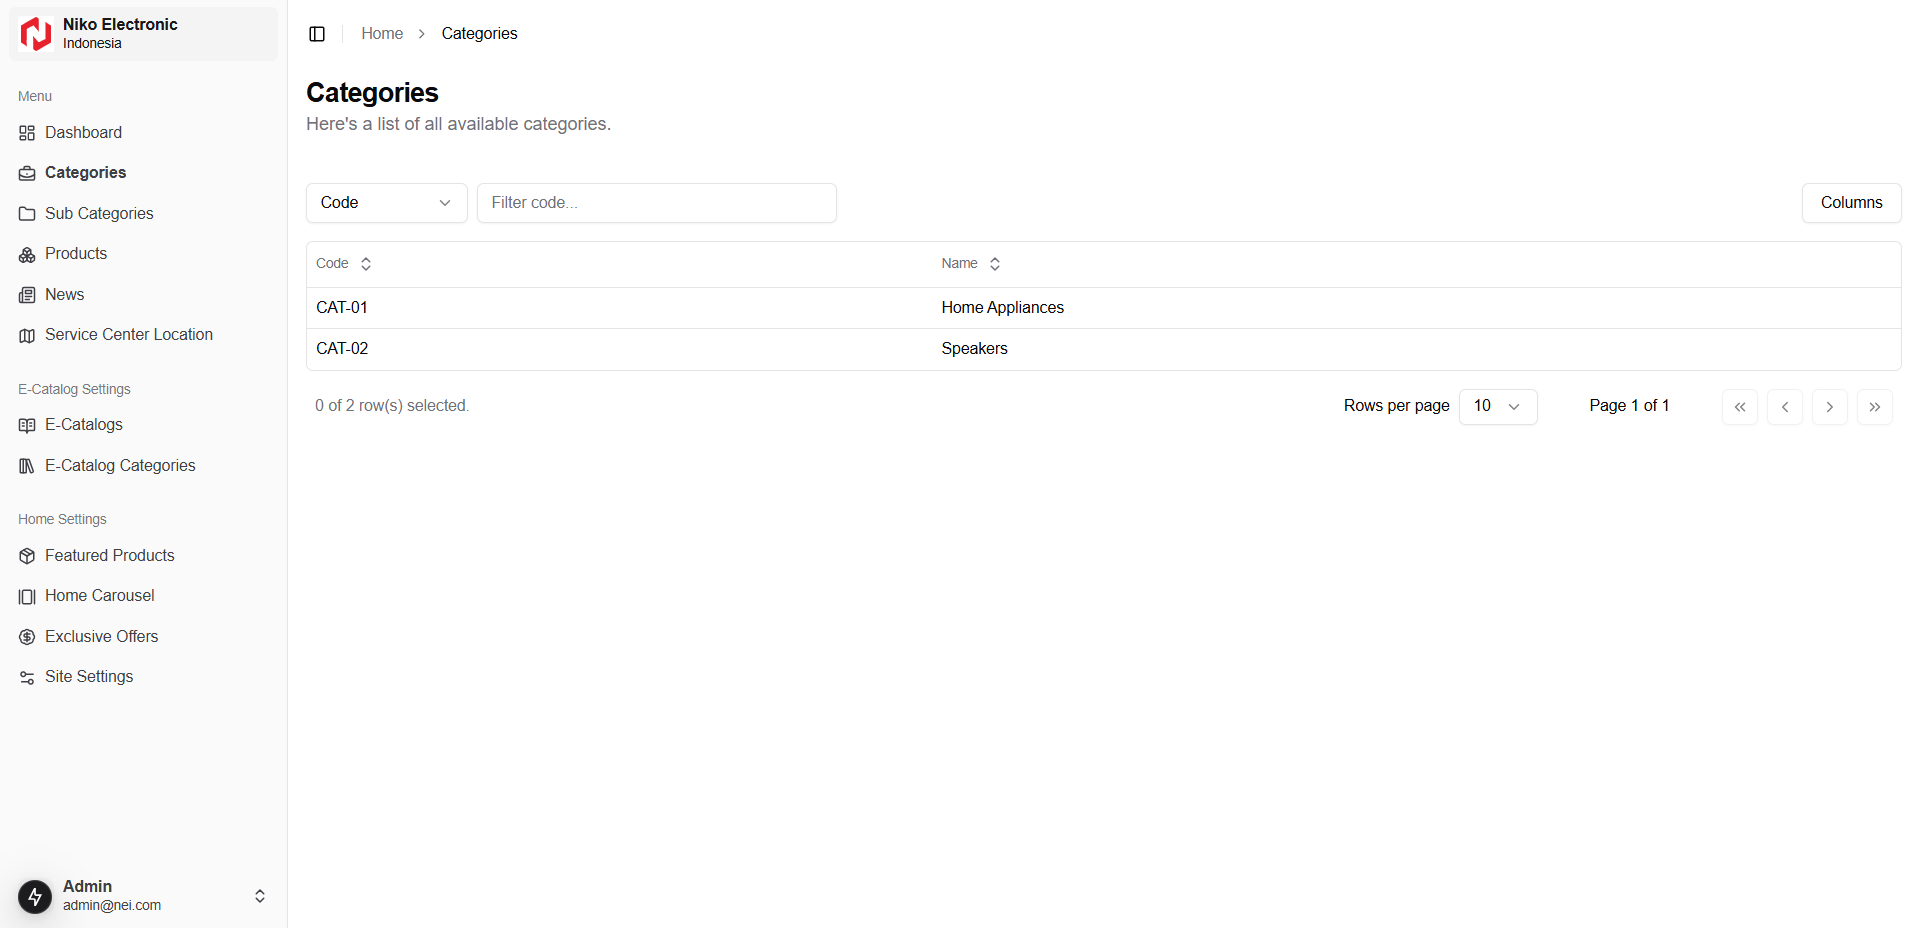 Niko Electronic
Indonesia
Menu
Dashboard
Categories
Sub Categories
Products
News
Service Center Location
E-Catalog Settings
E-Catalogs
E-Catalog Categories
Home Settings
Featured Products
Home Carousel
Exclusive Offers
Site Settings
Admin
admin@nei.com
Home > Categories
Categories
Here's a list of all available categories.
Code Filter code... Columns
Code Name
CAT-01 Home Appliances
CAT-02 Speakers
0 of 2 row(s) selected. Rows per page 10 Page 1 of 1